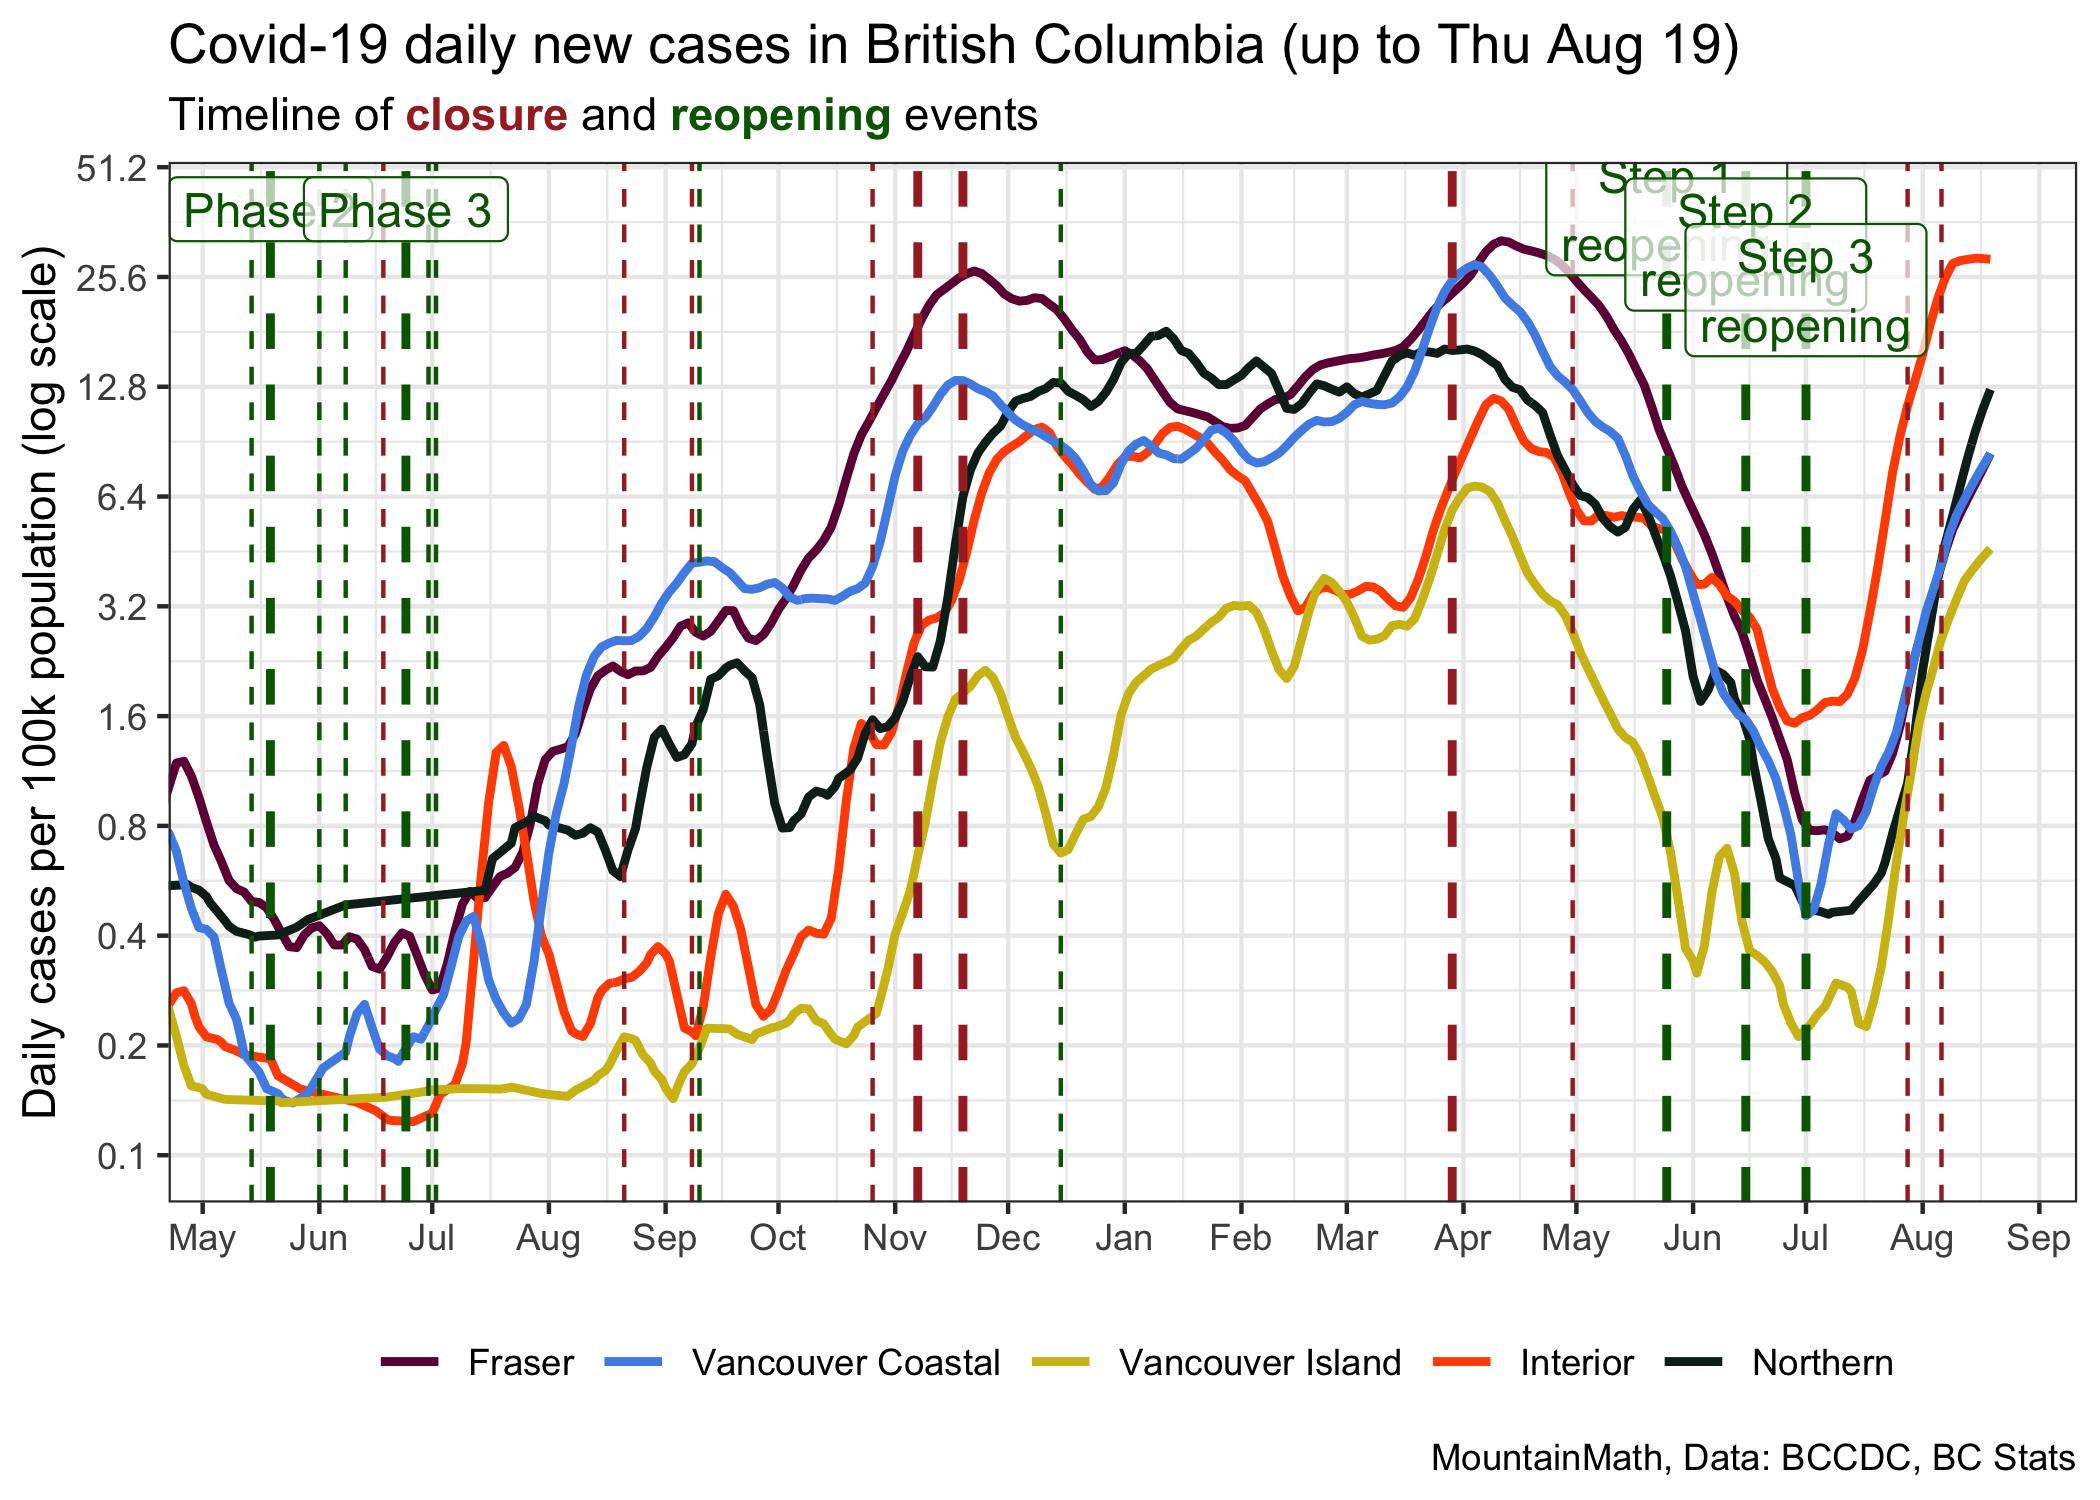 Covid-19 daily new cases in British Columbia (up to Thu Aug 19)
Timeline of closure and reopening events
Daily cases per 100k population (log scale)
51.2
25.6
12.8
6.4
3.2
1.6
0.8
0.4
0.2
0.1
Phase 2
Phase 3
Step 1
reopening
Step 2
reopening
Step 3
reopening
May Jun Jul Aug Sep Oct Nov Dec Jan Feb Mar Apr May Jun Jul Aug Sep
Fraser Vancouver Coastal Vancouver Island Interior Northern
MountainMath, Data: BCCDC, BC Stats